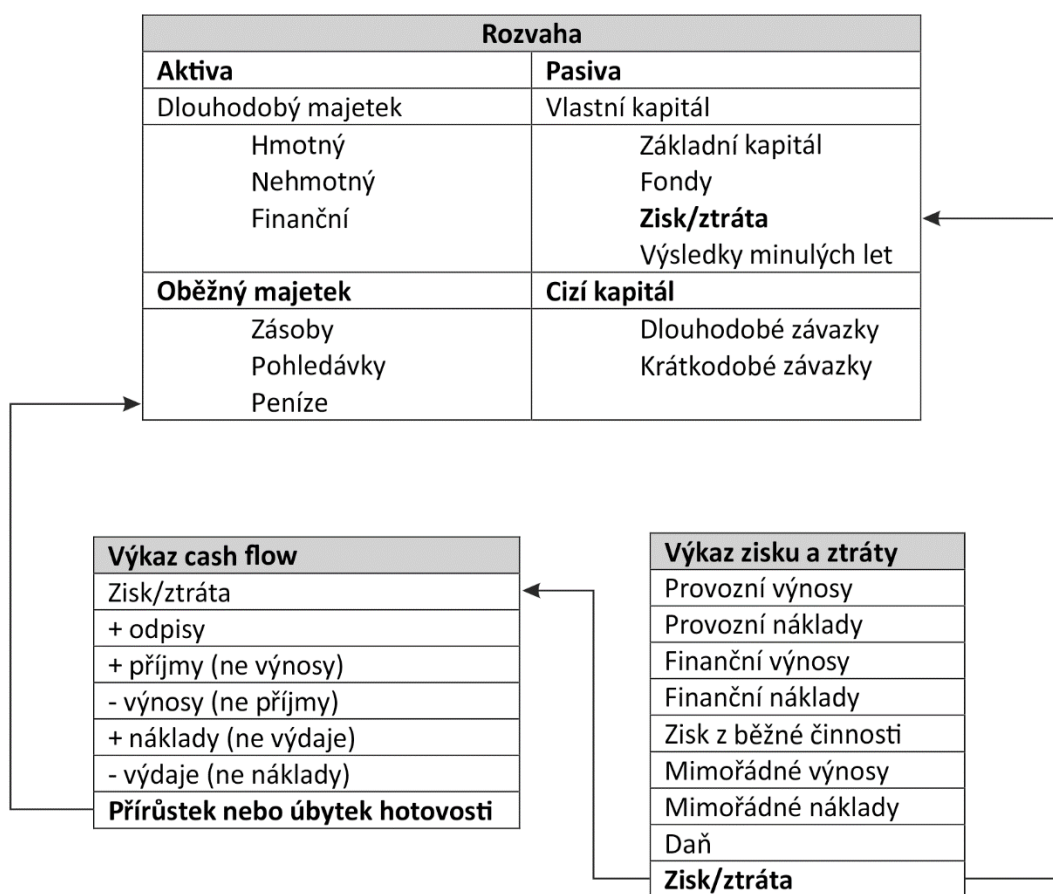 Rozvaha
Aktiva Pasiva
Dlouhodobý majetek Vlastní kapitál
Hmotný Základní kapitál
Nehmotný Fondy
Finanční Zisk/ztráta
Výsledky minulých let
Oběžný majetek Cizí kapitál
Zásoby Dlouhodobé závazky
Pohledávky Krátkodobé závazky
Peníze
Výkaz cash flow
Zisk/ztráta
+ odpisy
+ příjmy (ne výnosy)
- výnosy (ne příjmy)
+ náklady (ne výdaje)
- výdaje (ne náklady)
Přírůstek nebo úbytek hotovosti
Výkaz zisku a ztráty
Provozní výnosy
Provozní náklady
Finanční výnosy
Finanční náklady
Zisk z běžné činnosti
Mimořádné výnosy
Mimořádné náklady
Daň
Zisk/ztráta